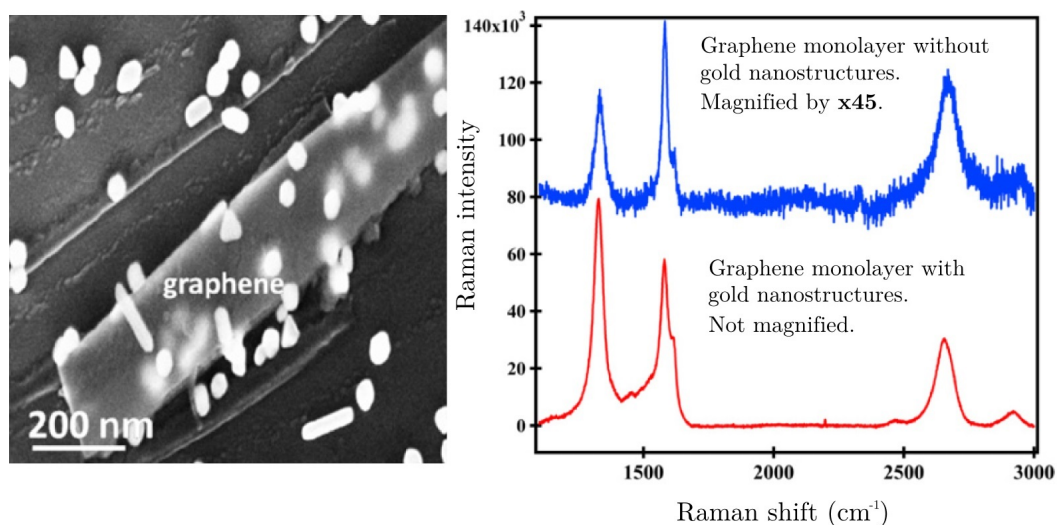 graphene
200 nm
140x10³
120
100
80
60
40
20
0
Raman intensity
Graphene monolayer without
gold nanostructures.
Magnified by x45.
Graphene monolayer with
gold nanostructures.
Not magnified.
1500
2000
2500
3000
Raman shift (cm⁻¹)